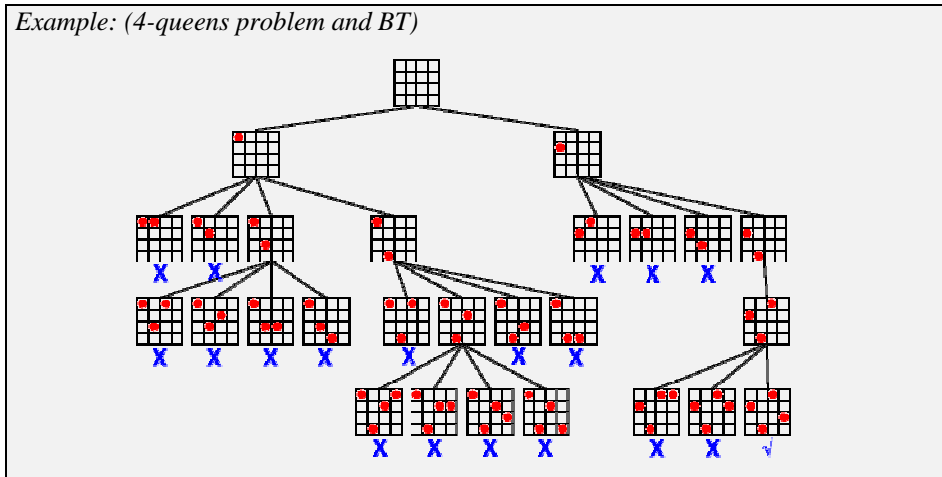 Example: (4-queens problem and BT)
X X X X X
X X X X X X X
X X X X X X √